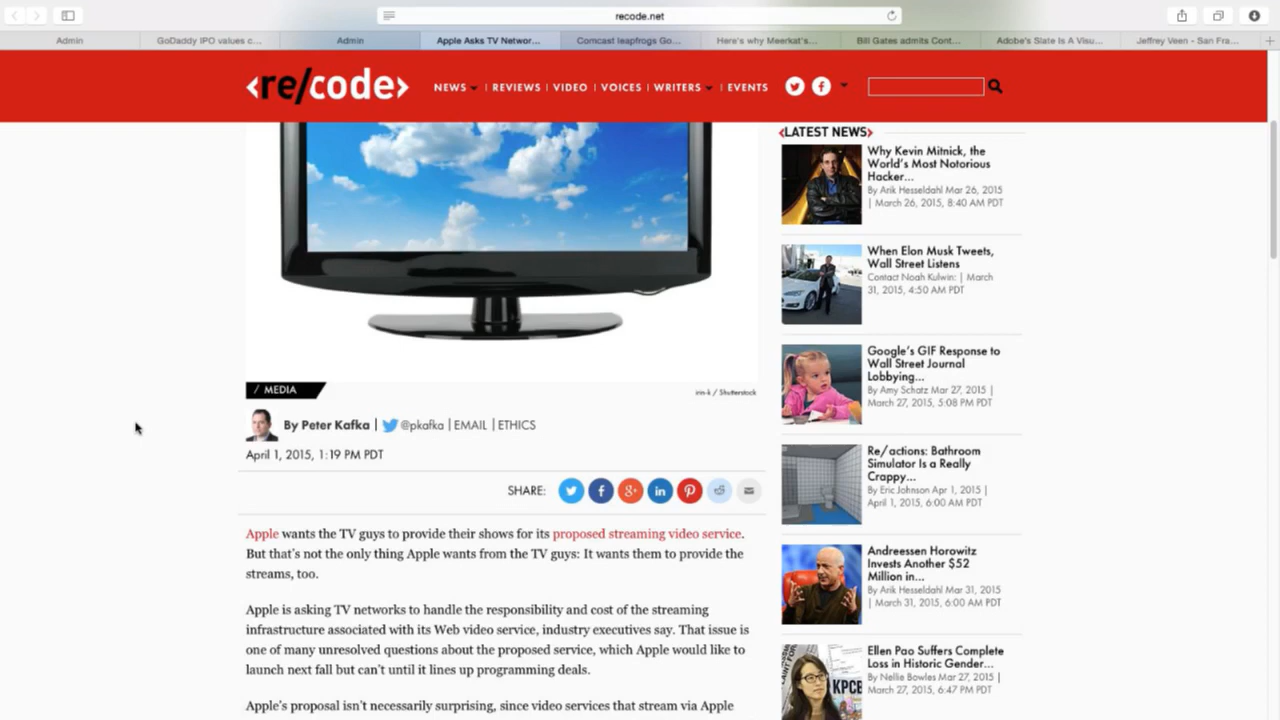 recode.net
Admin
GoDaddy IPO values c...
Admin
Apple Asks TV Networ...
Comcast leapfrogs Go...
Here's why Meerkat's...
Bill Gates admits Cont...
Adobe's Slate Is A Visu...
Jeffrey Veen - San Fra...
<re/code>
NEWS | REVIEWS | VIDEO | VOICES | WRITERS | EVENTS
/ MEDIA
irin-k / Shutterstock
By Peter Kafka | @pkafka | EMAIL | ETHICS
April 1, 2015, 1:19 PM PDT
SHARE:
Apple wants the TV guys to provide their shows for its proposed streaming video service.
But that's not the only thing Apple wants from the TV guys: It wants them to provide the
streams, too.
Apple is asking TV networks to handle the responsibility and cost of the streaming
infrastructure associated with its Web video service, industry executives say. That issue is
one of many unresolved questions about the proposed service, which Apple would like to
launch next fall but can't until it lines up programming deals.
Apple's proposal isn't necessarily surprising, since video services that stream via Apple
<LATEST NEWS>
Why Kevin Mitnick, the
World's Most Notorious
Hacker...
By Arik Hesseldahl Mar 26, 2015
| March 26, 2015, 8:40 AM PDT
When Elon Musk Tweets,
Wall Street Listens
Contact Noah Kulwin: | March
31, 2015, 4:50 AM PDT
Google's GIF Response to
Wall Street Journal
Lobbying...
By Amy Schatz Mar 27, 2015 |
March 27, 2015, 5:08 PM PDT
Re/actions: Bathroom
Simulator Is a Really
Crappy...
By Eric Johnson Apr 1, 2015 |
April 1, 2015, 6:00 AM PDT
Andreessen Horowitz
Invests Another $52
Million in...
By Arik Hesseldahl Mar 31, 2015
| March 31, 2015, 6:00 AM PDT
Ellen Pao Suffers Complete
Loss in Historic Gender...
By Nellie Bowles Mar 27, 2015 |
March 27, 2015, 6:47 PM PDT
KPCB